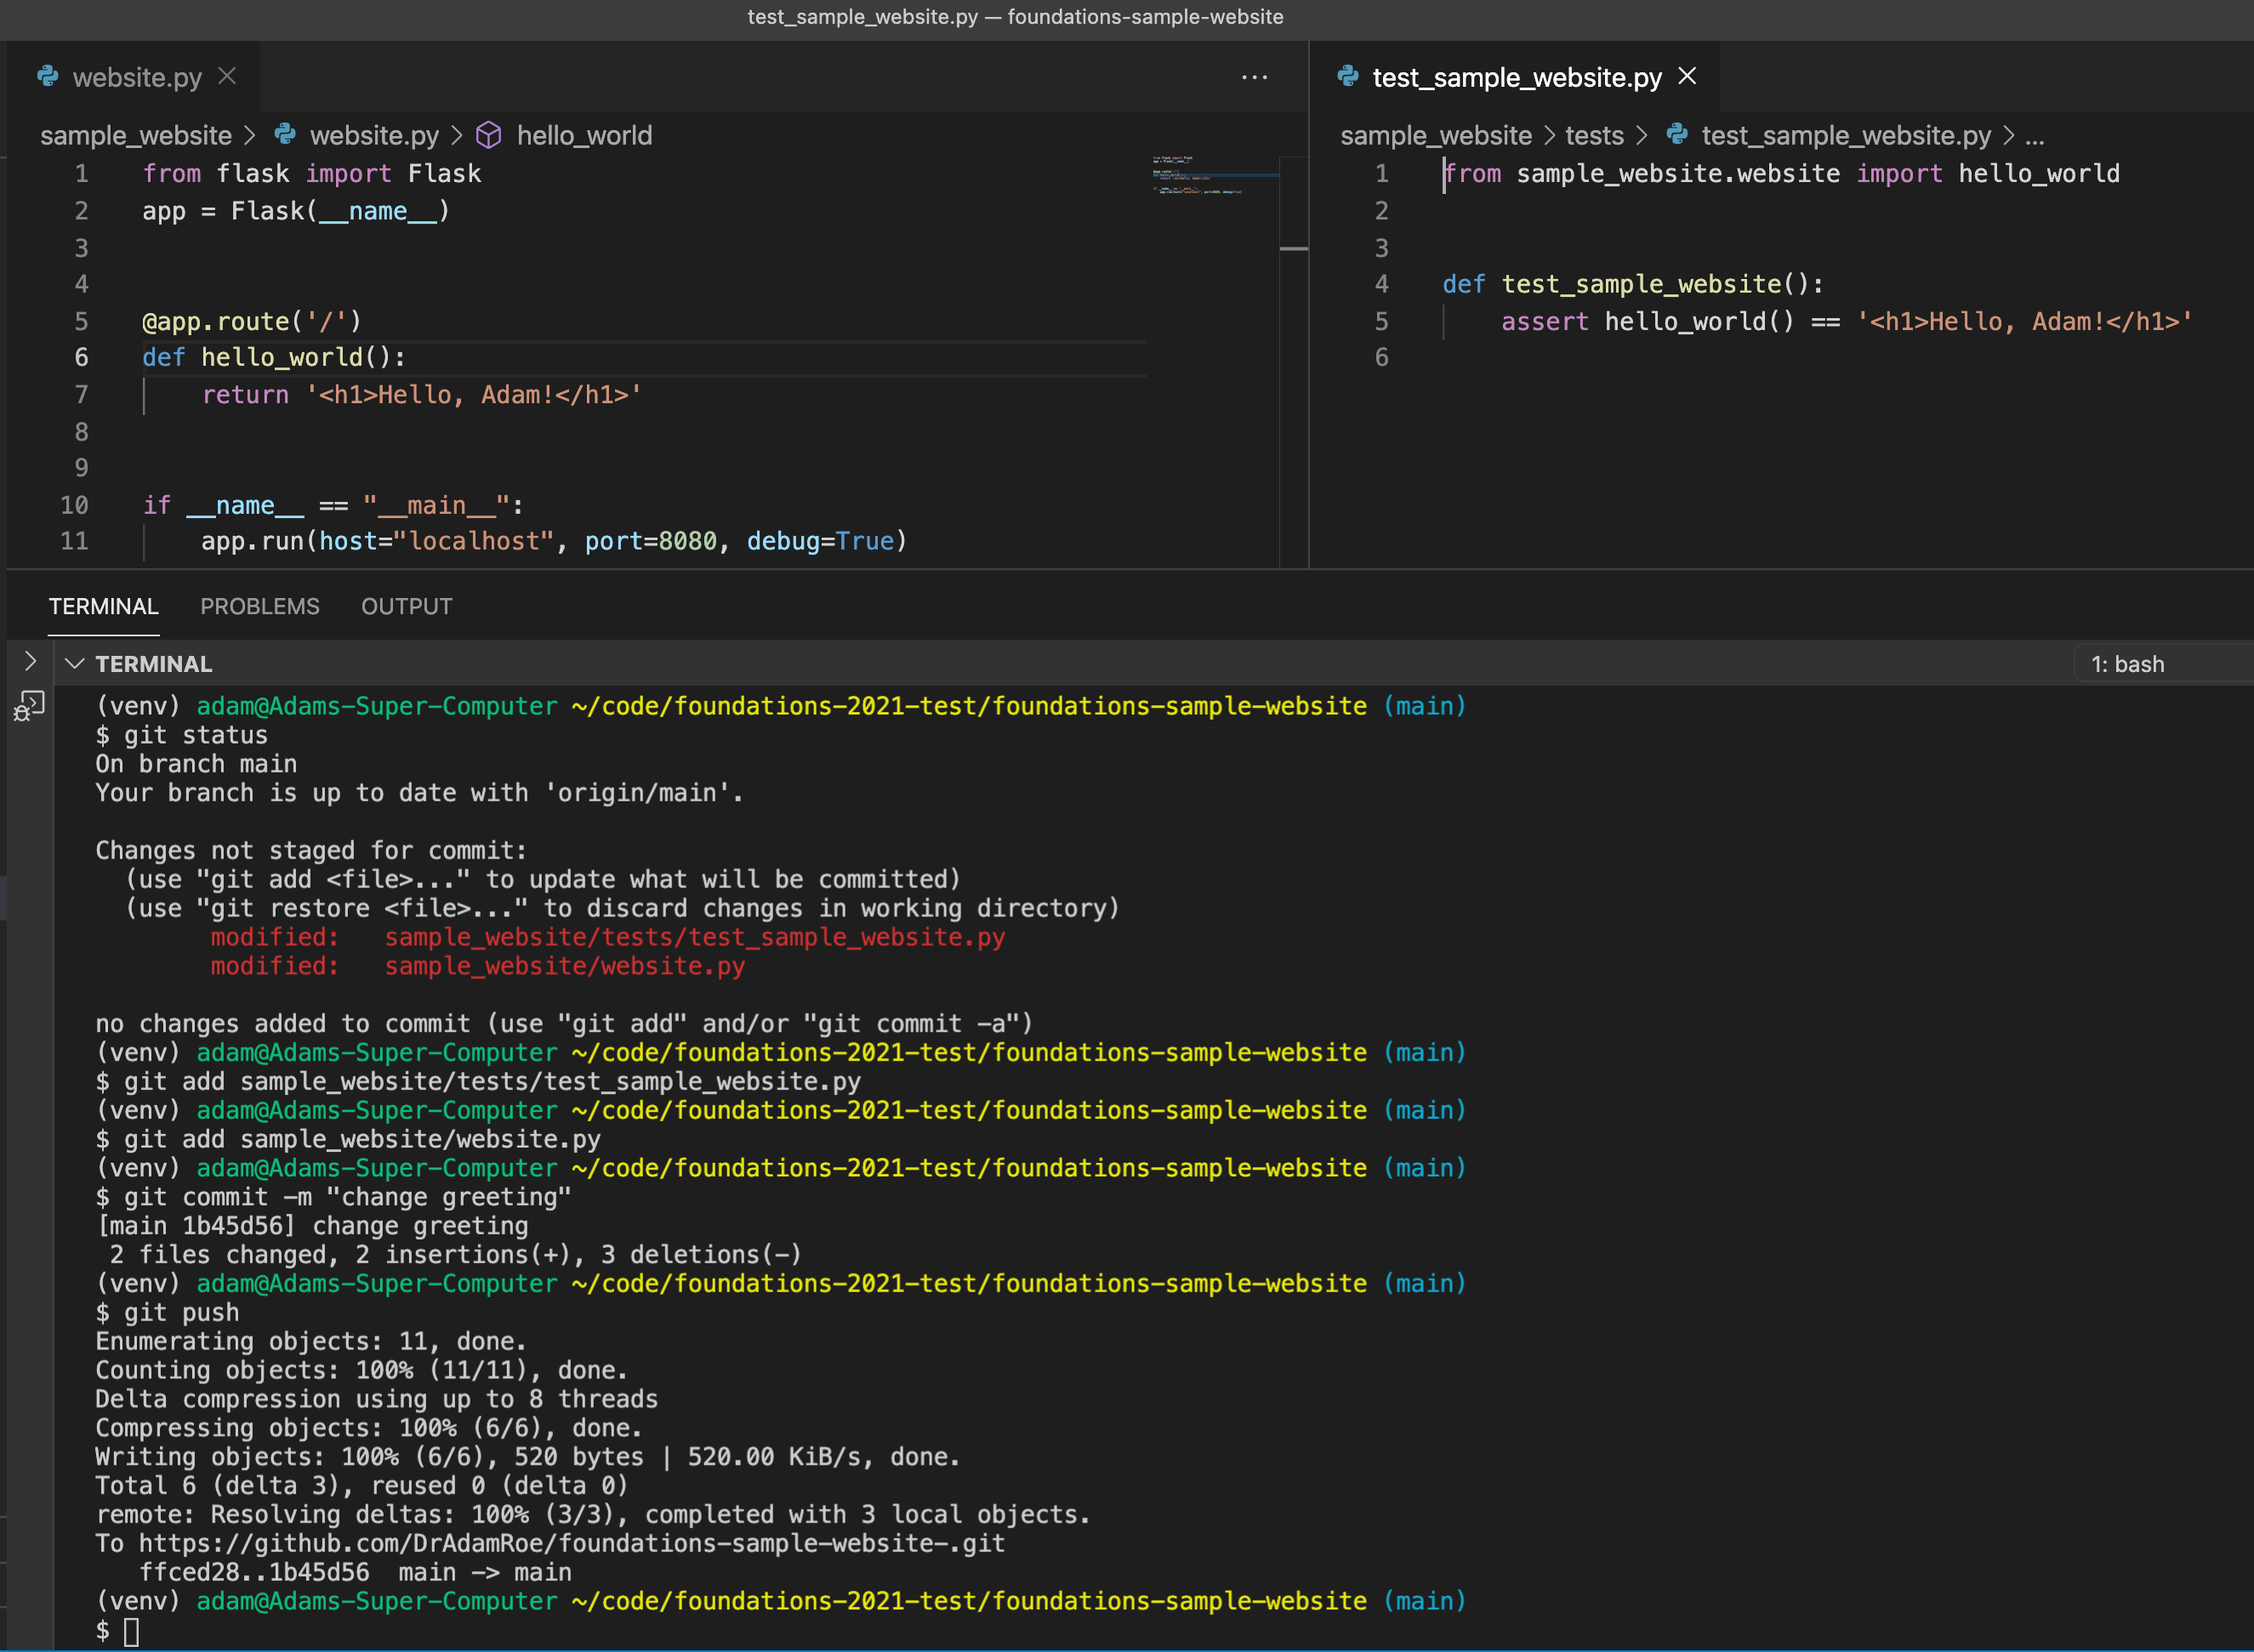 test_sample_website.py — foundations-sample-website
website.py
sample_website > website.py > hello_world
1 from flask import Flask
2 app = Flask(__name__)
3
4
5 @app.route('/')
6 def hello_world():
7     return '<h1>Hello, Adam!</h1>'
8
9
10 if __name__ == "__main__":
11     app.run(host="localhost", port=8080, debug=True)
test_sample_website.py
sample_website > tests > test_sample_website.py > ...
1 from sample_website.website import hello_world
2
3
4 def test_sample_website():
5     assert hello_world() == '<h1>Hello, Adam!</h1>'
6
TERMINAL PROBLEMS OUTPUT
TERMINAL
1: bash
(venv) adam@Adams-Super-Computer ~/code/foundations-2021-test/foundations-sample-website (main)
$ git status
On branch main
Your branch is up to date with 'origin/main'.
Changes not staged for commit:
  (use "git add <file>..." to update what will be committed)
  (use "git restore <file>..." to discard changes in working directory)
        modified:   sample_website/tests/test_sample_website.py
        modified:   sample_website/website.py
no changes added to commit (use "git add" and/or "git commit -a")
(venv) adam@Adams-Super-Computer ~/code/foundations-2021-test/foundations-sample-website (main)
$ git add sample_website/tests/test_sample_website.py
(venv) adam@Adams-Super-Computer ~/code/foundations-2021-test/foundations-sample-website (main)
$ git add sample_website/website.py
(venv) adam@Adams-Super-Computer ~/code/foundations-2021-test/foundations-sample-website (main)
$ git commit -m "change greeting"
[main 1b45d56] change greeting
 2 files changed, 2 insertions(+), 3 deletions(-)
(venv) adam@Adams-Super-Computer ~/code/foundations-2021-test/foundations-sample-website (main)
$ git push
Enumerating objects: 11, done.
Counting objects: 100% (11/11), done.
Delta compression using up to 8 threads
Compressing objects: 100% (6/6), done.
Writing objects: 100% (6/6), 520 bytes | 520.00 KiB/s, done.
Total 6 (delta 3), reused 0 (delta 0)
remote: Resolving deltas: 100% (3/3), completed with 3 local objects.
To https://github.com/DrAdamRoe/foundations-sample-website-.git
   ffced28..1b45d56  main -> main
(venv) adam@Adams-Super-Computer ~/code/foundations-2021-test/foundations-sample-website (main)
$